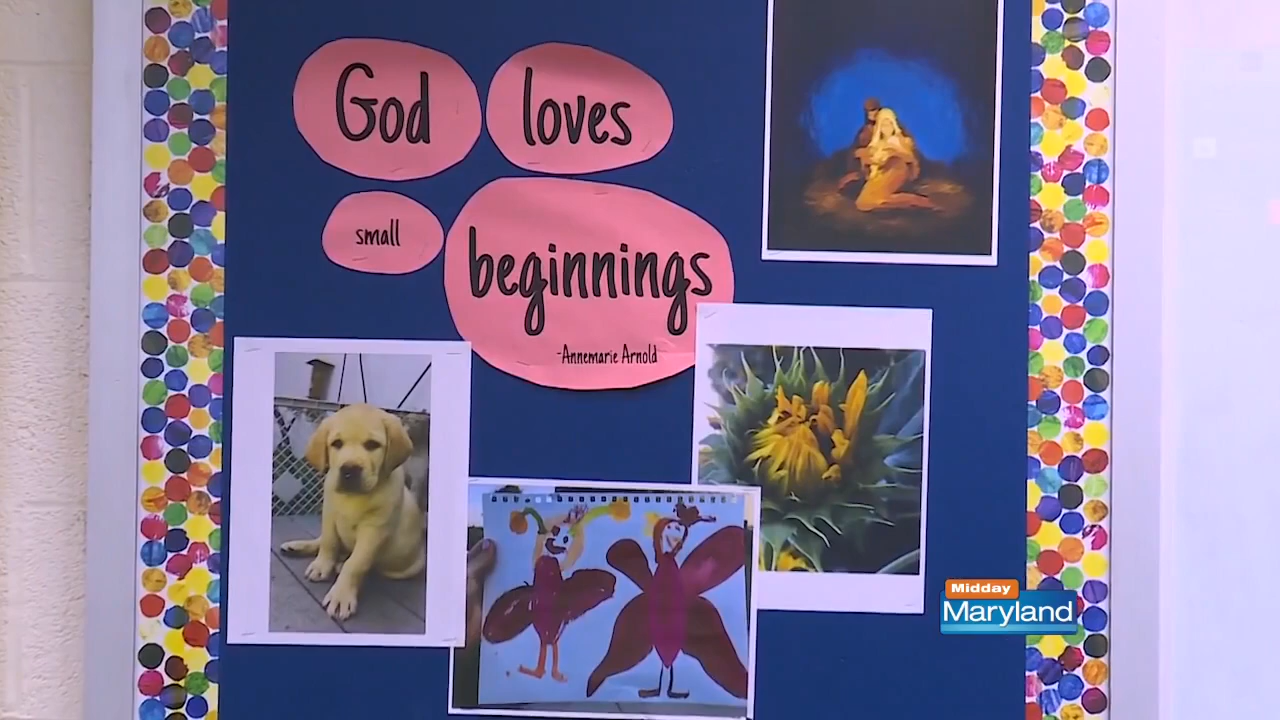 God loves
small beginnings
-Annemarie Arnold
Midday
Maryland